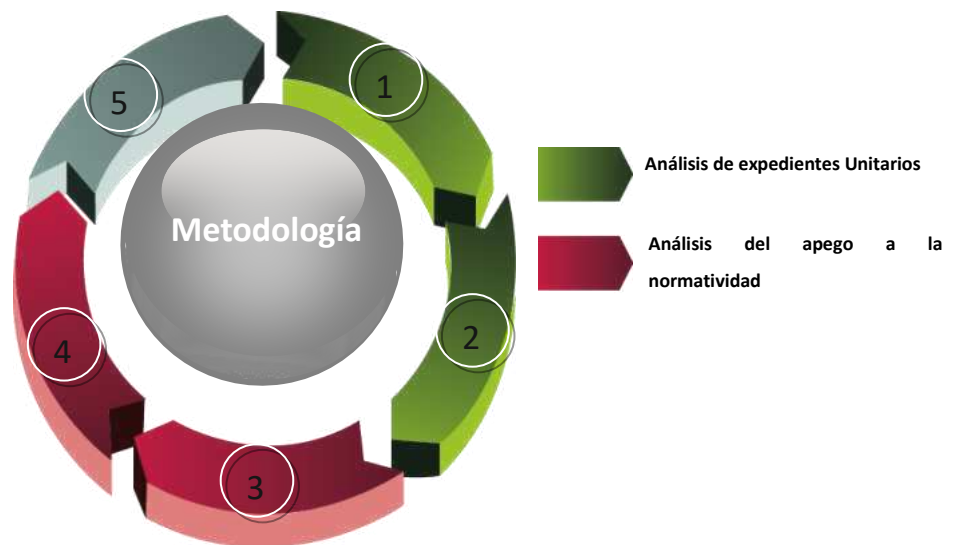 1
5
Análisis de expedientes Unitarios
Metodología
Análisis del apego a la
normatividad
2
4
3